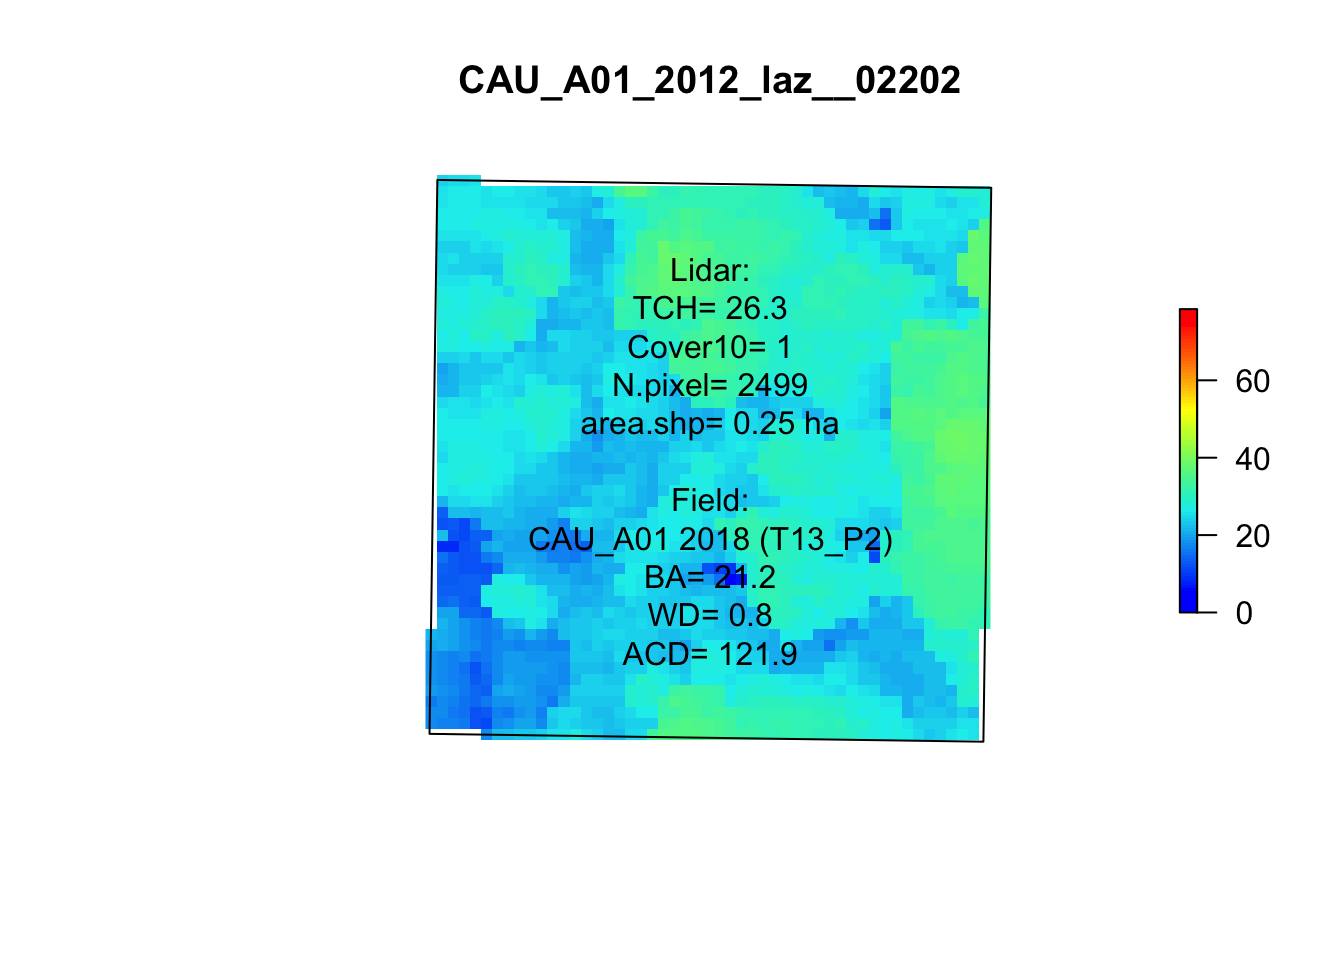 CAU_A01_2012_laz__02202
Lidar:
TCH= 26.3
Cover10= 1
N.pixel= 2499
area.shp= 0.25 ha
Field:
CAU_A01 2018 (T13_P2)
BA= 21.2
WD= 0.8
ACD= 121.9
60
40
20
0